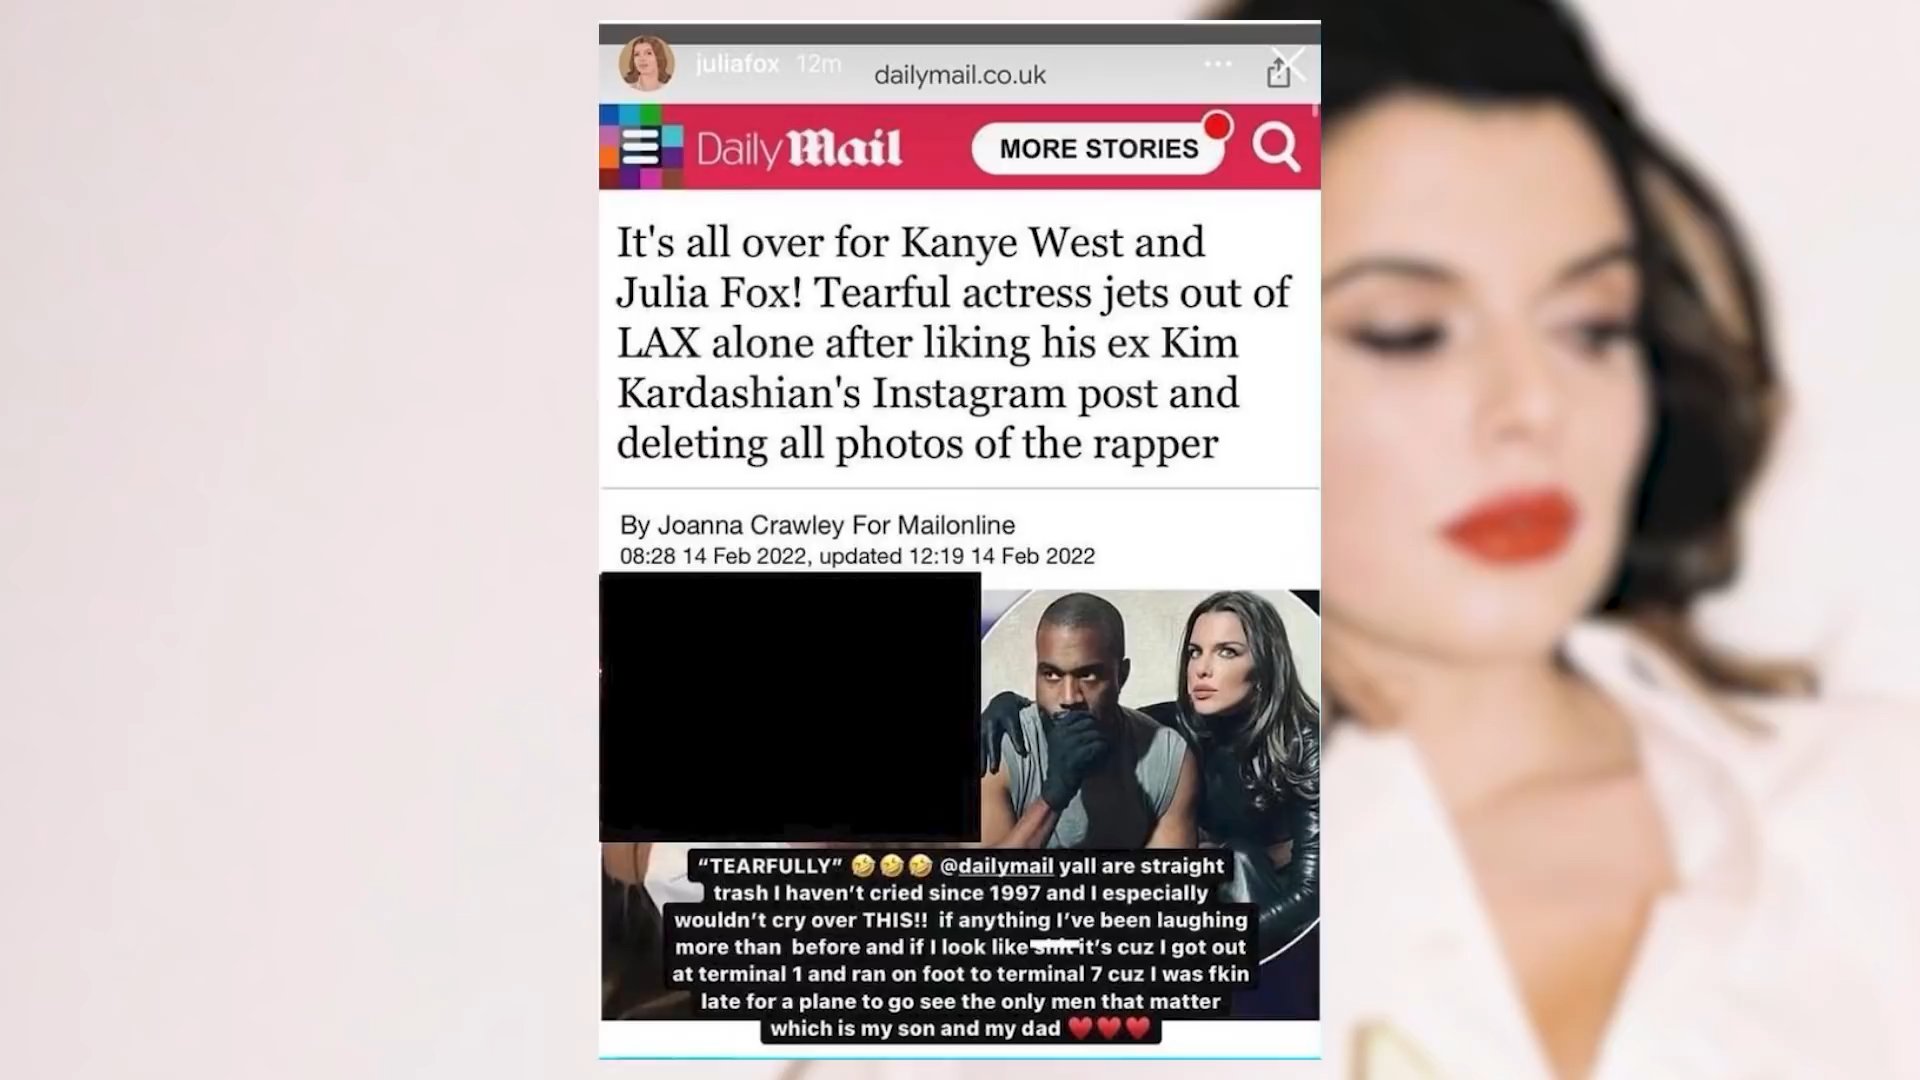 juliafox 12m
dailymail.co.uk
Daily Mail
MORE STORIES
It's all over for Kanye West and
Julia Fox! Tearful actress jets out of
LAX alone after liking his ex Kim
Kardashian's Instagram post and
deleting all photos of the rapper
By Joanna Crawley For Mailonline
08:28 14 Feb 2022, updated 12:19 14 Feb 2022
“TEARFULLY” 🤣🤣🤣 @dailymail yall are straight
trash I haven’t cried since 1997 and I especially
wouldn’t cry over THIS!! if anything I’ve been laughing
more than before and if I look like it’s cuz I got out
at terminal 1 and ran on foot to terminal 7 cuz I was fkin
late for a plane to go see the only men that matter
which is my son and my dad ❤️❤️❤️